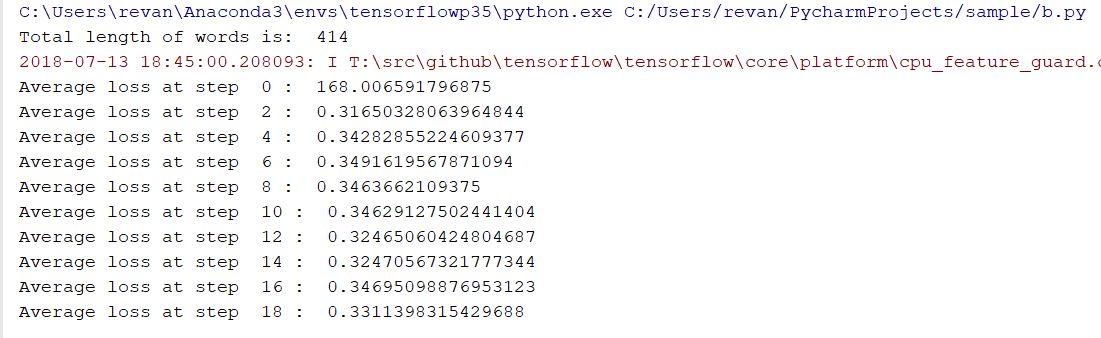 C:\Users\revan\Anaconda3\envs\tensorflowp35\python.exe C:/Users/revan/PycharmProjects/sample/b.py
Total length of words is:  414
2018-07-13 18:45:00.208093: I T:\src\github\tensorflow\tensorflow\core\platform\cpu_feature_guard.c
Average loss at step  0 :  168.006591796875
Average loss at step  2 :  0.31650328063964844
Average loss at step  4 :  0.34282855224609377
Average loss at step  6 :  0.3491619567871094
Average loss at step  8 :  0.3463662109375
Average loss at step  10 :  0.34629127502441404
Average loss at step  12 :  0.32465060424804687
Average loss at step  14 :  0.32470567321777344
Average loss at step  16 :  0.34695098876953123
Average loss at step  18 :  0.3311398315429688